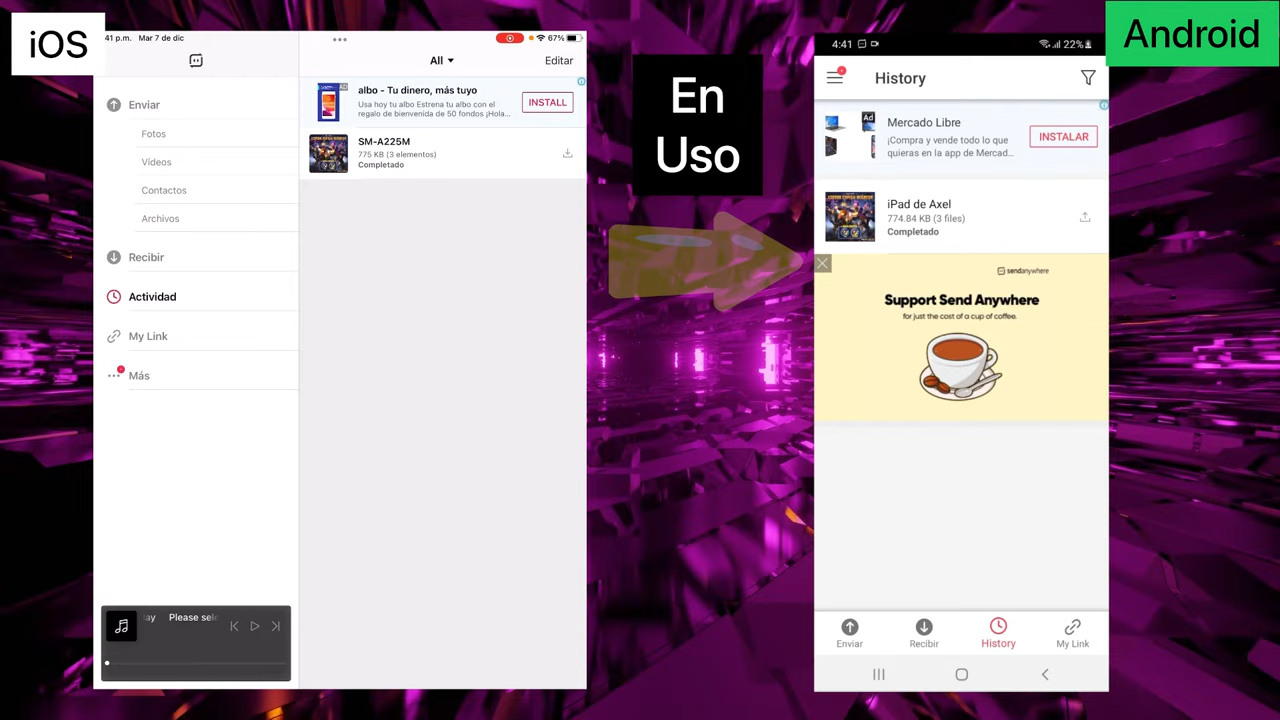 iOS
41 p.m. Mar 7 de dic
67%
All
Editar
Enviar
Fotos
Vídeos
Contactos
Archivos
Recibir
Actividad
My Link
Más
Please sele
albo - Tu dinero, más tuyo
AD
Usa hoy tu albo Estrena tu albo con el
regalo de bienvenida de 50 fondos ¡Hola...
INSTALL
SM-A225M
775 KB (3 elementos)
Completado
En
Uso
Android
4:41
22%
History
Ad
Mercado Libre
¡Compra y vende todo lo que
quieras en la app de Mercad...
INSTALAR
iPad de Axel
774.84 KB (3 files)
Completado
sendanywhere
Support Send Anywhere
for just the cost of a cup of coffee.
Enviar
Recibir
History
My Link